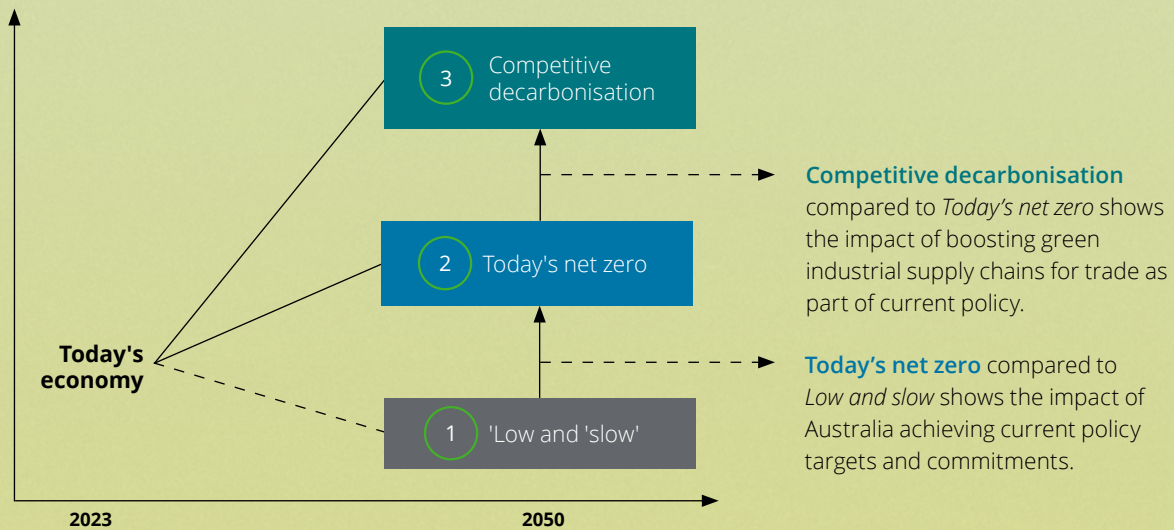 3
Competitive
decarbonisation
Competitive decarbonisation
compared to Today’s net zero shows
the impact of boosting green
industrial supply chains for trade as
part of current policy.
2
Today's net zero
Today's
economy
Today’s net zero compared to
Low and slow shows the impact of
Australia achieving current policy
targets and commitments.
1
'Low and 'slow'
2023
2050